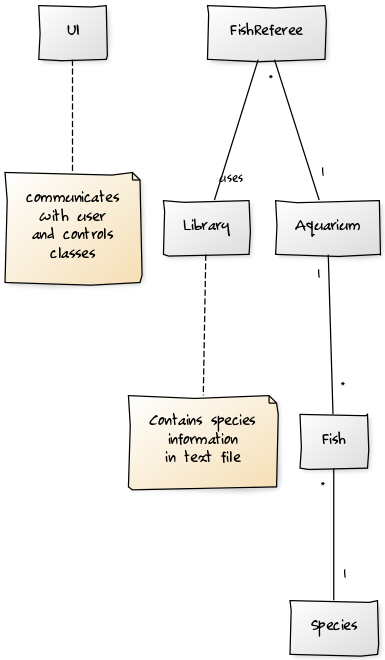 UI
FishReferee
*
uses
1
communicates
with user
and controls
classes
Library
Aquarium
1
*
Contains species
information
in text file
Fish
*
1
Species